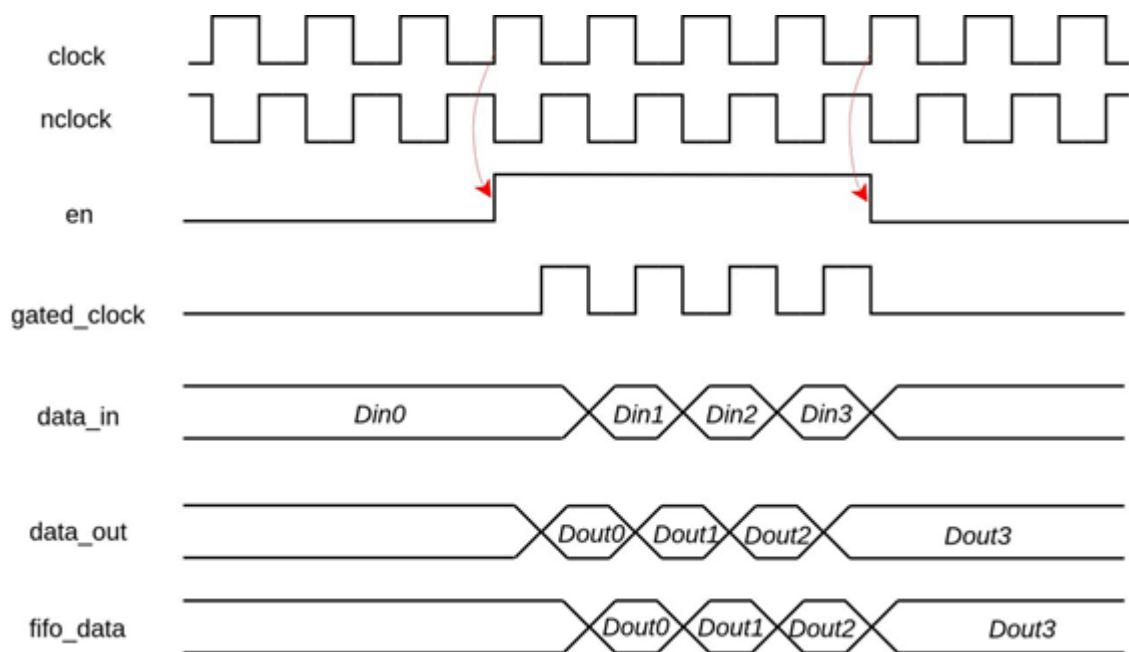 clock
nclock
en
gated_clock
data_in Din0 Din1 Din2 Din3
data_out Dout0 Dout1 Dout2 Dout3
fifo_data Dout0 Dout1 Dout2 Dout3